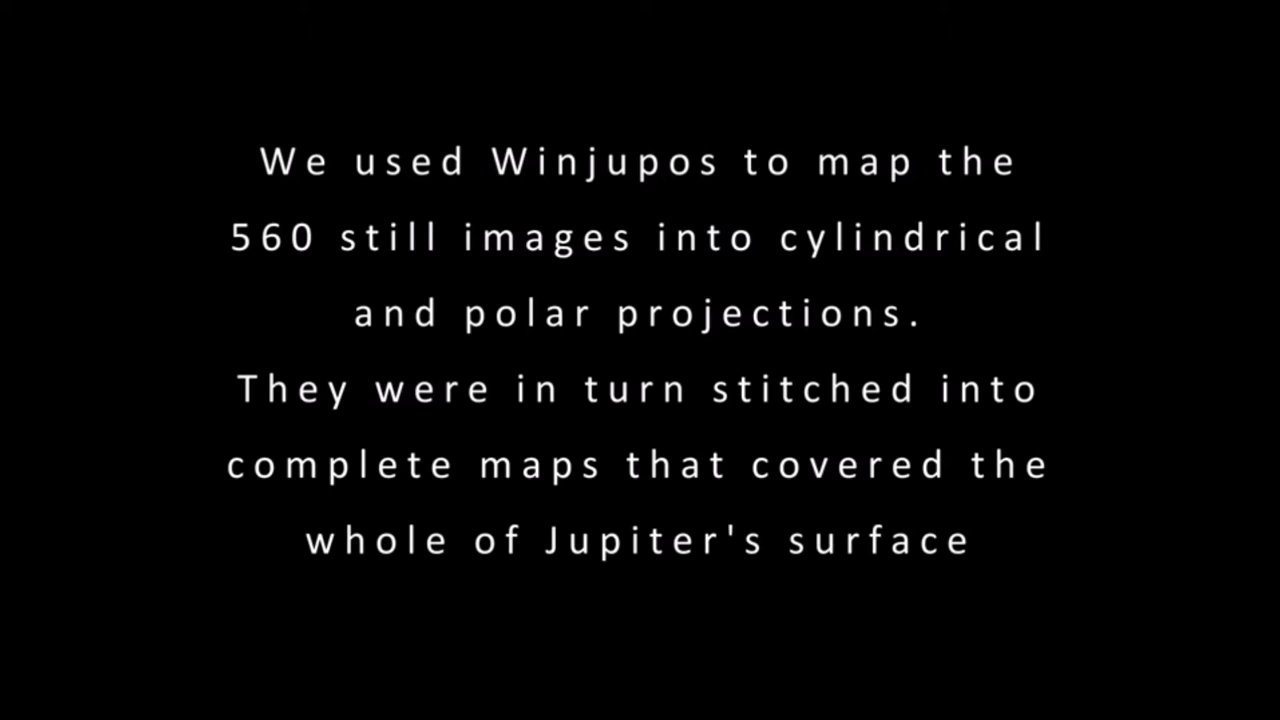 We used Winjupos to map the
560 still images into cylindrical
and polar projections.
They were in turn stitched into
complete maps that covered the
whole of Jupiter's surface